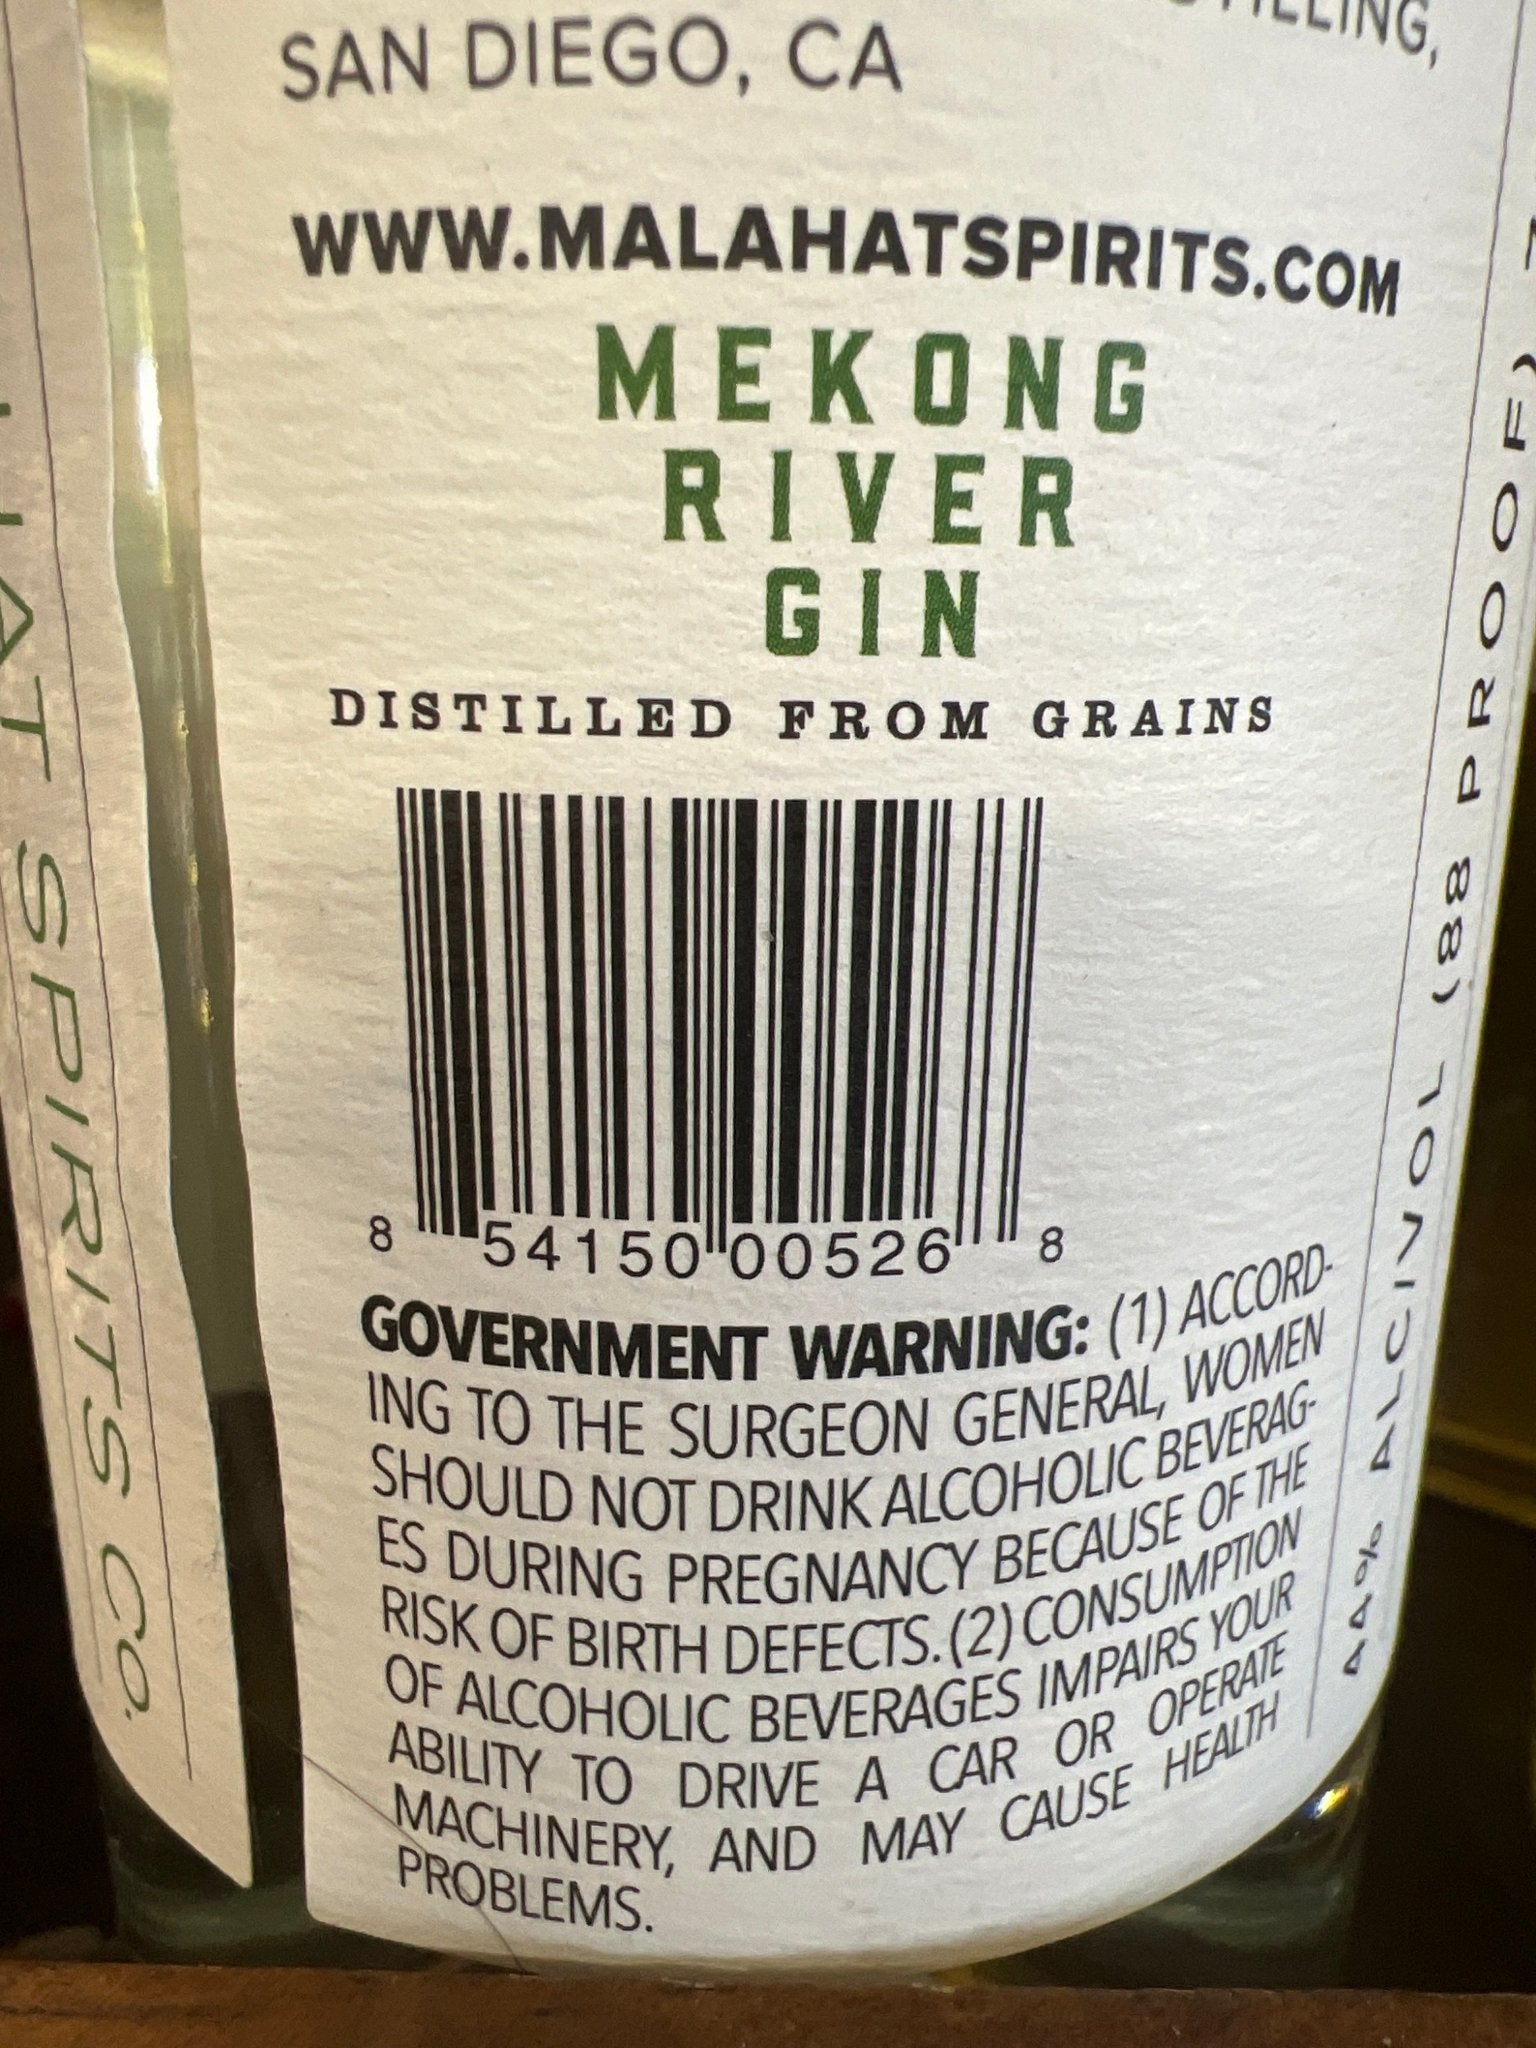 SAN DIEGO, CA
WWW.MALAHATSPIRITS.COM
MEKONG
RIVER
GIN
DISTILLED FROM GRAINS
8 54150 00526 8
GOVERNMENT WARNING: (1) ACCORD-
ING TO THE SURGEON GENERAL, WOMEN
SHOULD NOT DRINK ALCOHOLIC BEVERAG-
ES DURING PREGNANCY BECAUSE OF THE
RISK OF BIRTH DEFECTS. (2) CONSUMPTION
OF ALCOHOLIC BEVERAGES IMPAIRS YOUR
ABILITY TO DRIVE A CAR OR OPERATE
MACHINERY, AND MAY CAUSE HEALTH
PROBLEMS.
44% ALC/VOL (88 PROOF)
SPIRITS CO.